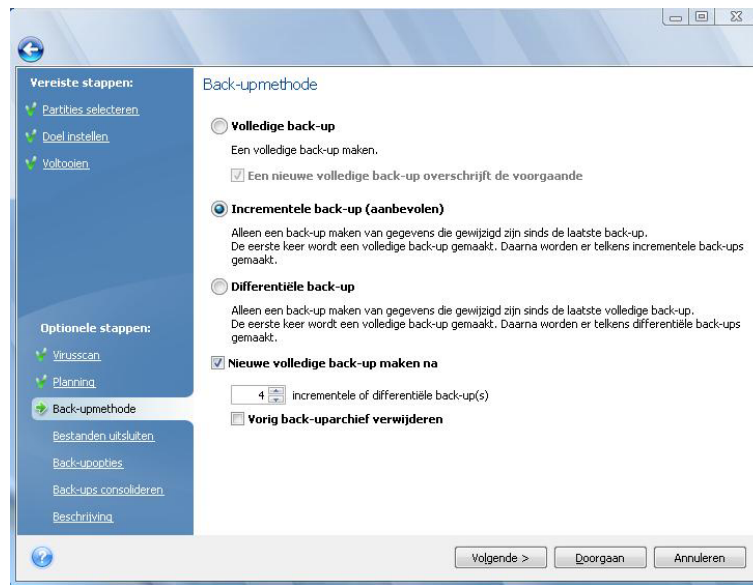 Vereiste stappen:
Partities selecteren
Doel instellen
Voltooien
Optionele stappen:
Virusscan
Planning
Back-upmethode
Bestanden uitsluiten
Back-upopties
Back-ups consolideren
Beschrijving
Back-upmethode
Volledige back-up
Een volledige back-up maken.
Een nieuwe volledige back-up overschrijft de voorgaande
Incrementele back-up (aanbevolen)
Alleen een back-up maken van gegevens die gewijzigd zijn sinds de laatste back-up.
De eerste keer wordt een volledige back-up gemaakt. Daarna worden er telkens incrementele back-ups
gemaakt.
Differentiële back-up
Alleen een back-up maken van gegevens die gewijzigd zijn sinds de laatste volledige back-up.
De eerste keer wordt een volledige back-up gemaakt. Daarna worden er telkens differentiële back-ups
gemaakt.
Nieuwe volledige back-up maken na
4 incrementele of differentiële back-up(s)
Vorig back-uparchief verwijderen
Volgende >
Doorgaan
Annuleren